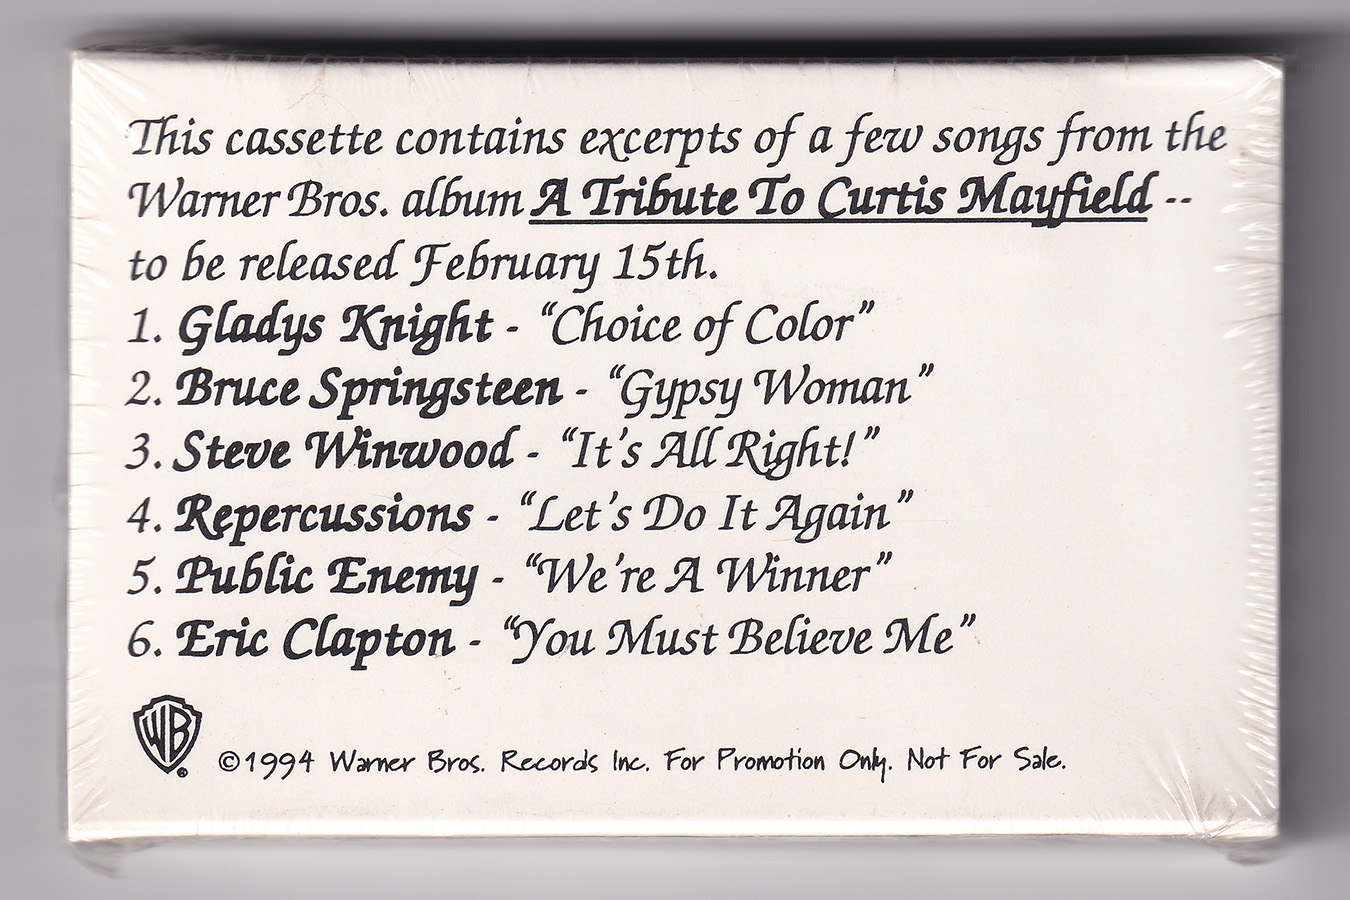 This cassette contains excerpts of a few songs from the
Warner Bros. album A Tribute To Curtis Mayfield --
to be released February 15th.
1. Gladys Knight - “Choice of Color”
2. Bruce Springsteen - “Gypsy Woman”
3. Steve Winwood - “It’s All Right!”
4. Repercussions - “Let’s Do It Again”
5. Public Enemy - “We’re A Winner”
6. Eric Clapton - “You Must Believe Me”
WB® ©1994 Warner Bros. Records Inc. For Promotion Only. Not For Sale.